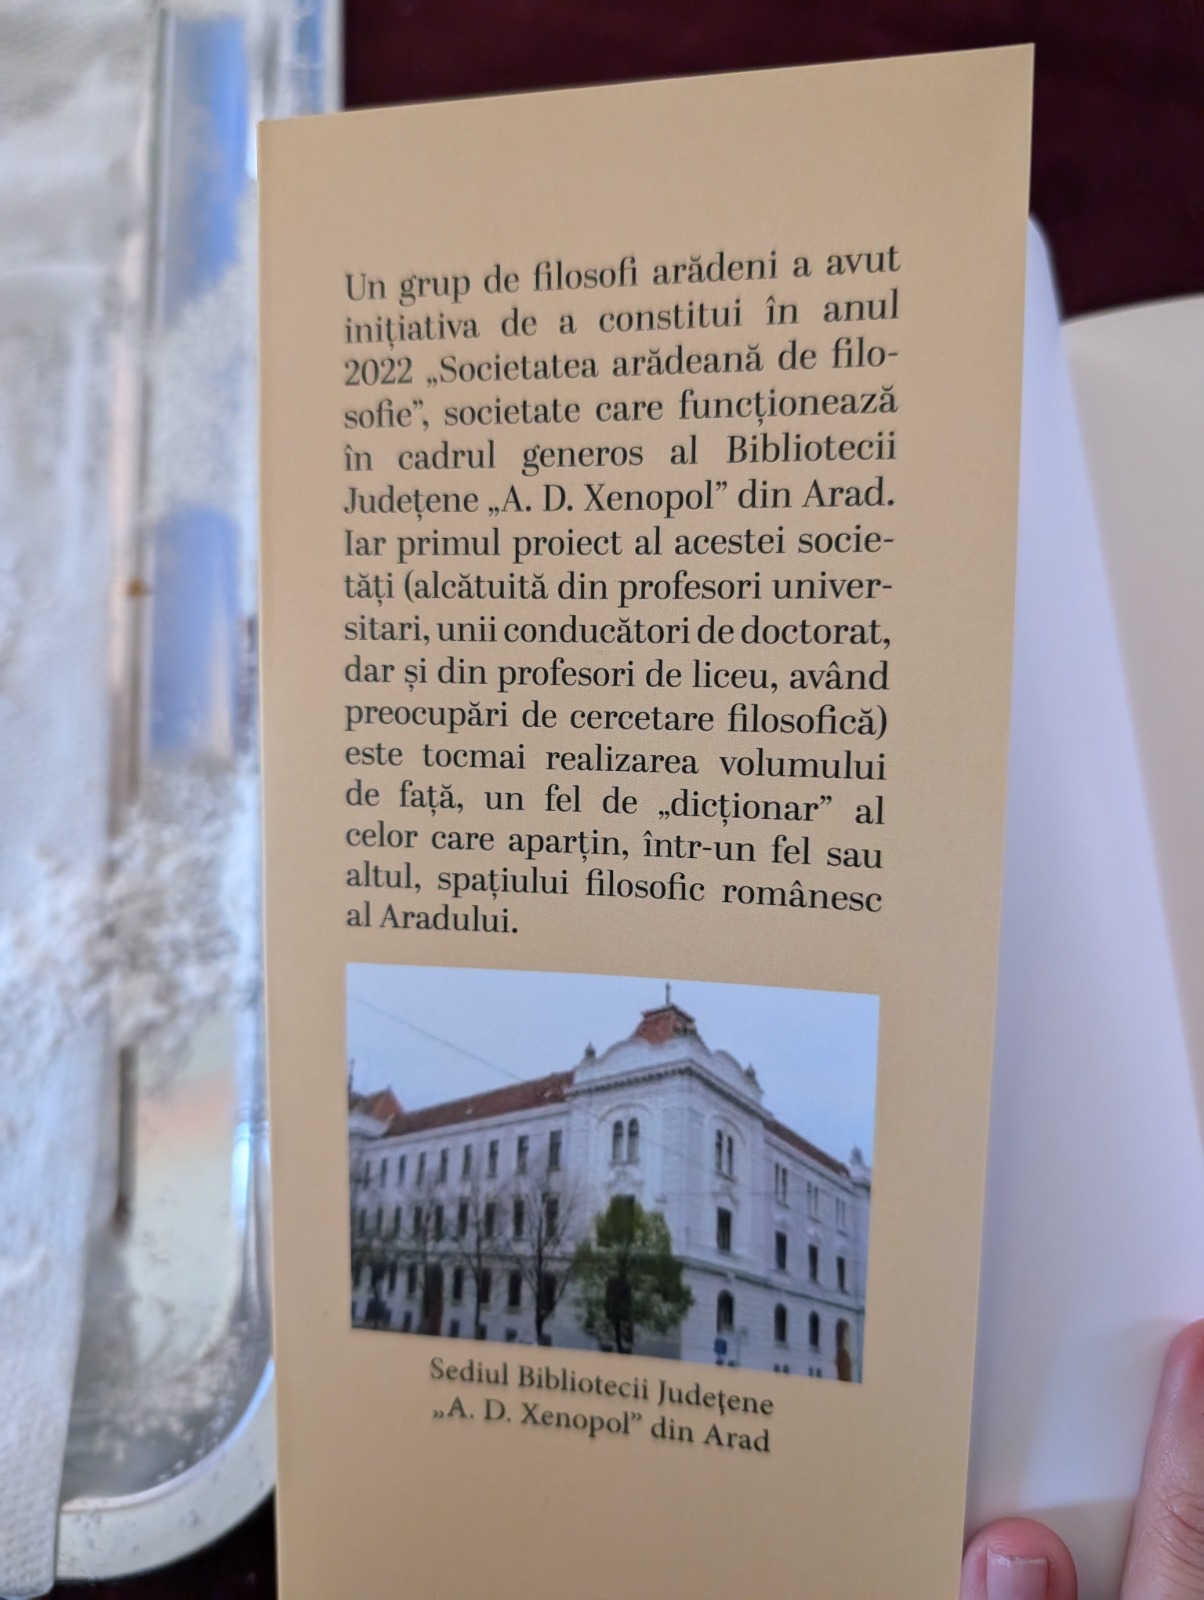 Un grup de filosofi arădeni a avut
inițiativa de a constitui în anul
2022 „Societatea arădeană de filo-
sofie”, societate care funcționează
în cadrul generos al Bibliotecii
Județene „A. D. Xenopol” din Arad.
Iar primul proiect al acestei socie-
tăți (alcătuită din profesori univer-
sitari, unii conducători de doctorat,
dar și din profesori de liceu, având
preocupări de cercetare filosofică)
este tocmai realizarea volumului
de față, un fel de „dicționar” al
celor care aparțin, într-un fel sau
altul, spațiului filosofic românesc
al Aradului.
Sediul Bibliotecii Județene
„A. D. Xenopol” din Arad